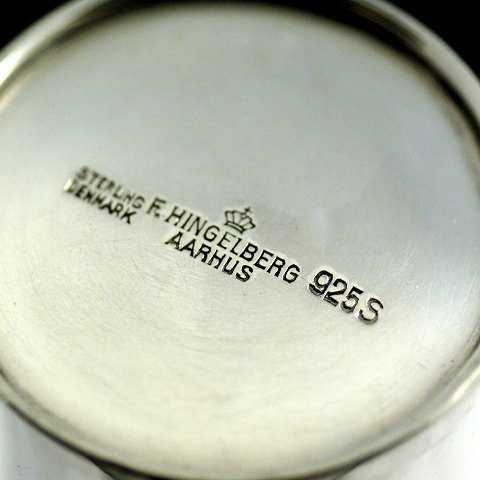 STERLING
DENMARK
F. HINGELBERG
AARHUS
925S